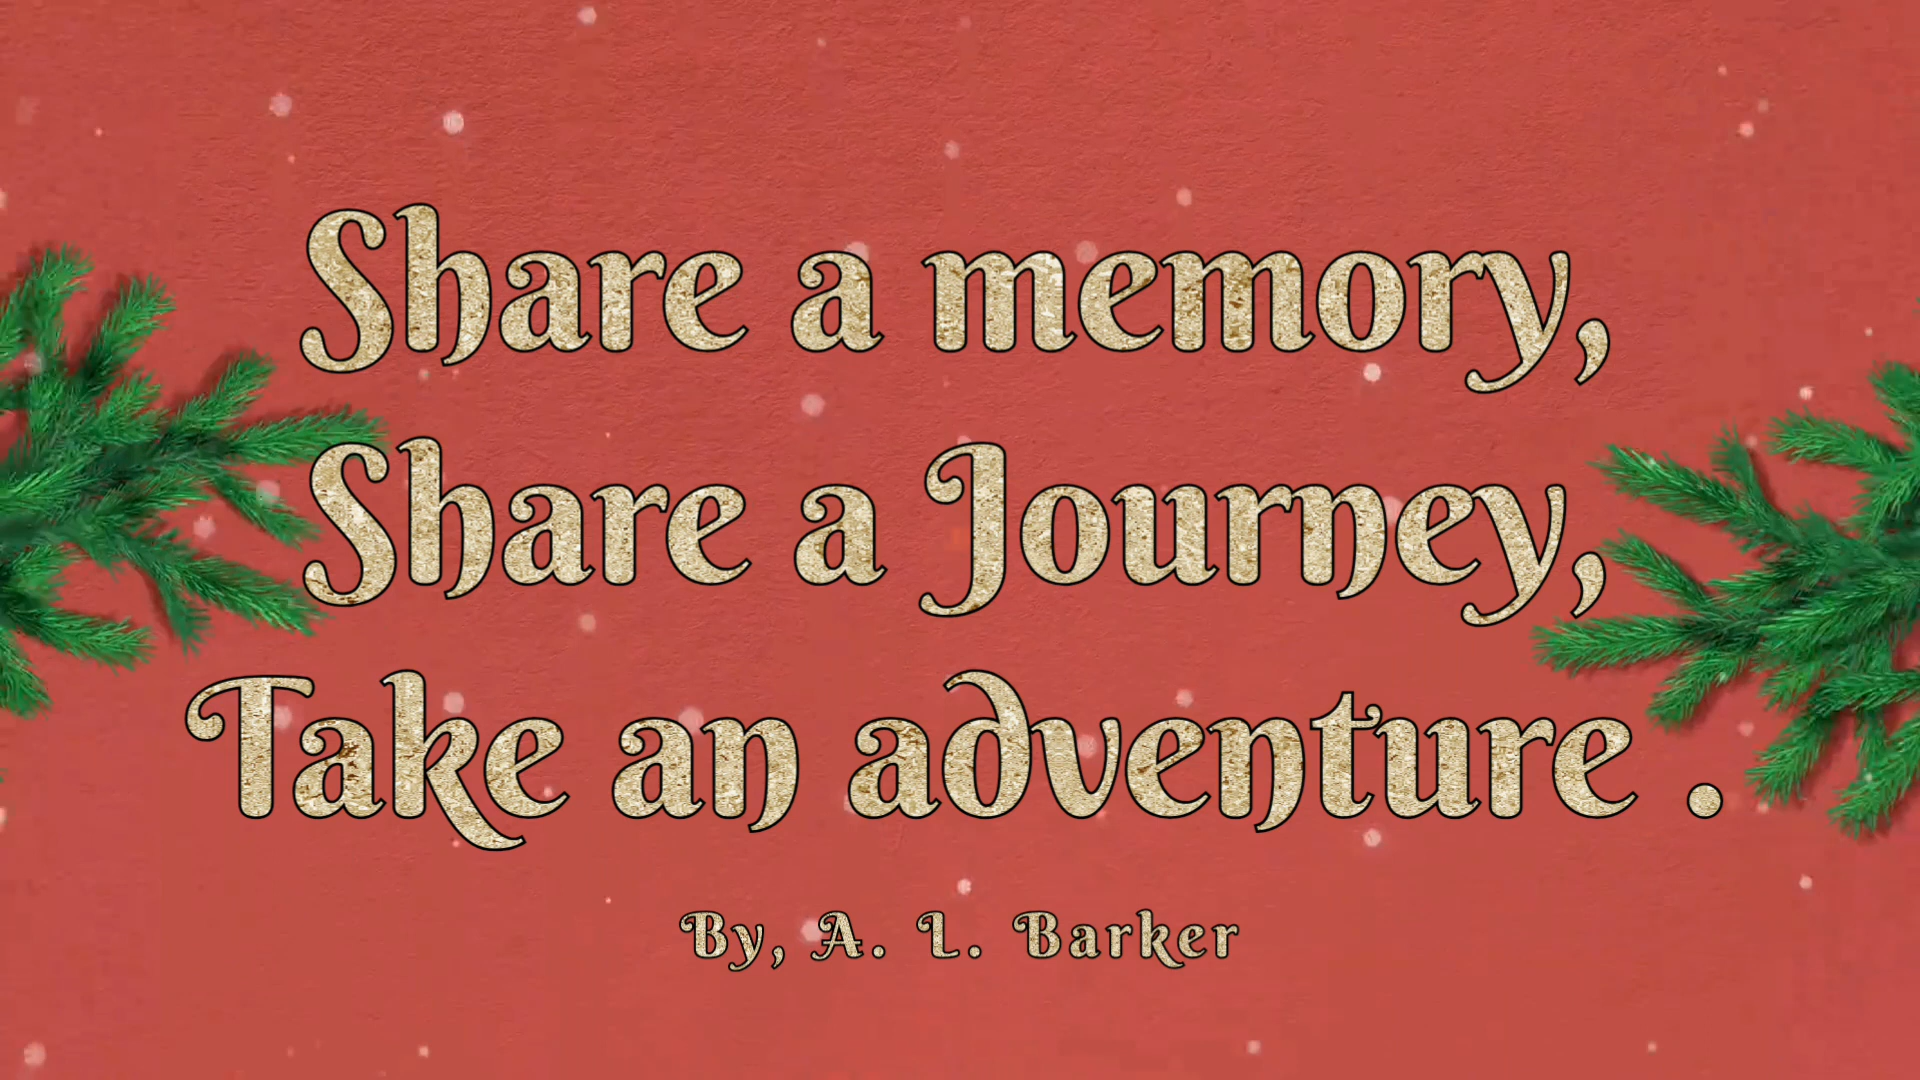 Share a memory,
Share a Journey,
Take an adventure .
By, A. L. Barker